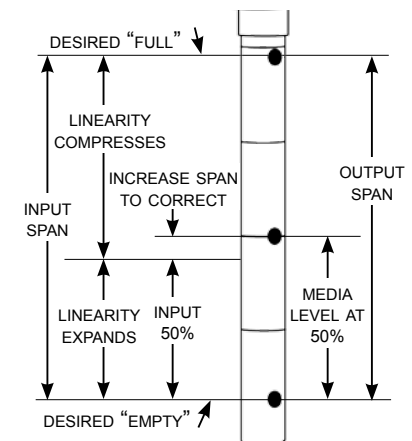 DESIRED “FULL”
LINEARITY
COMPRESSES
INCREASE SPAN
TO CORRECT
INPUT
SPAN
OUTPUT
SPAN
LINEARITY
EXPANDS
INPUT
50%
MEDIA
LEVEL AT
50%
DESIRED “EMPTY”